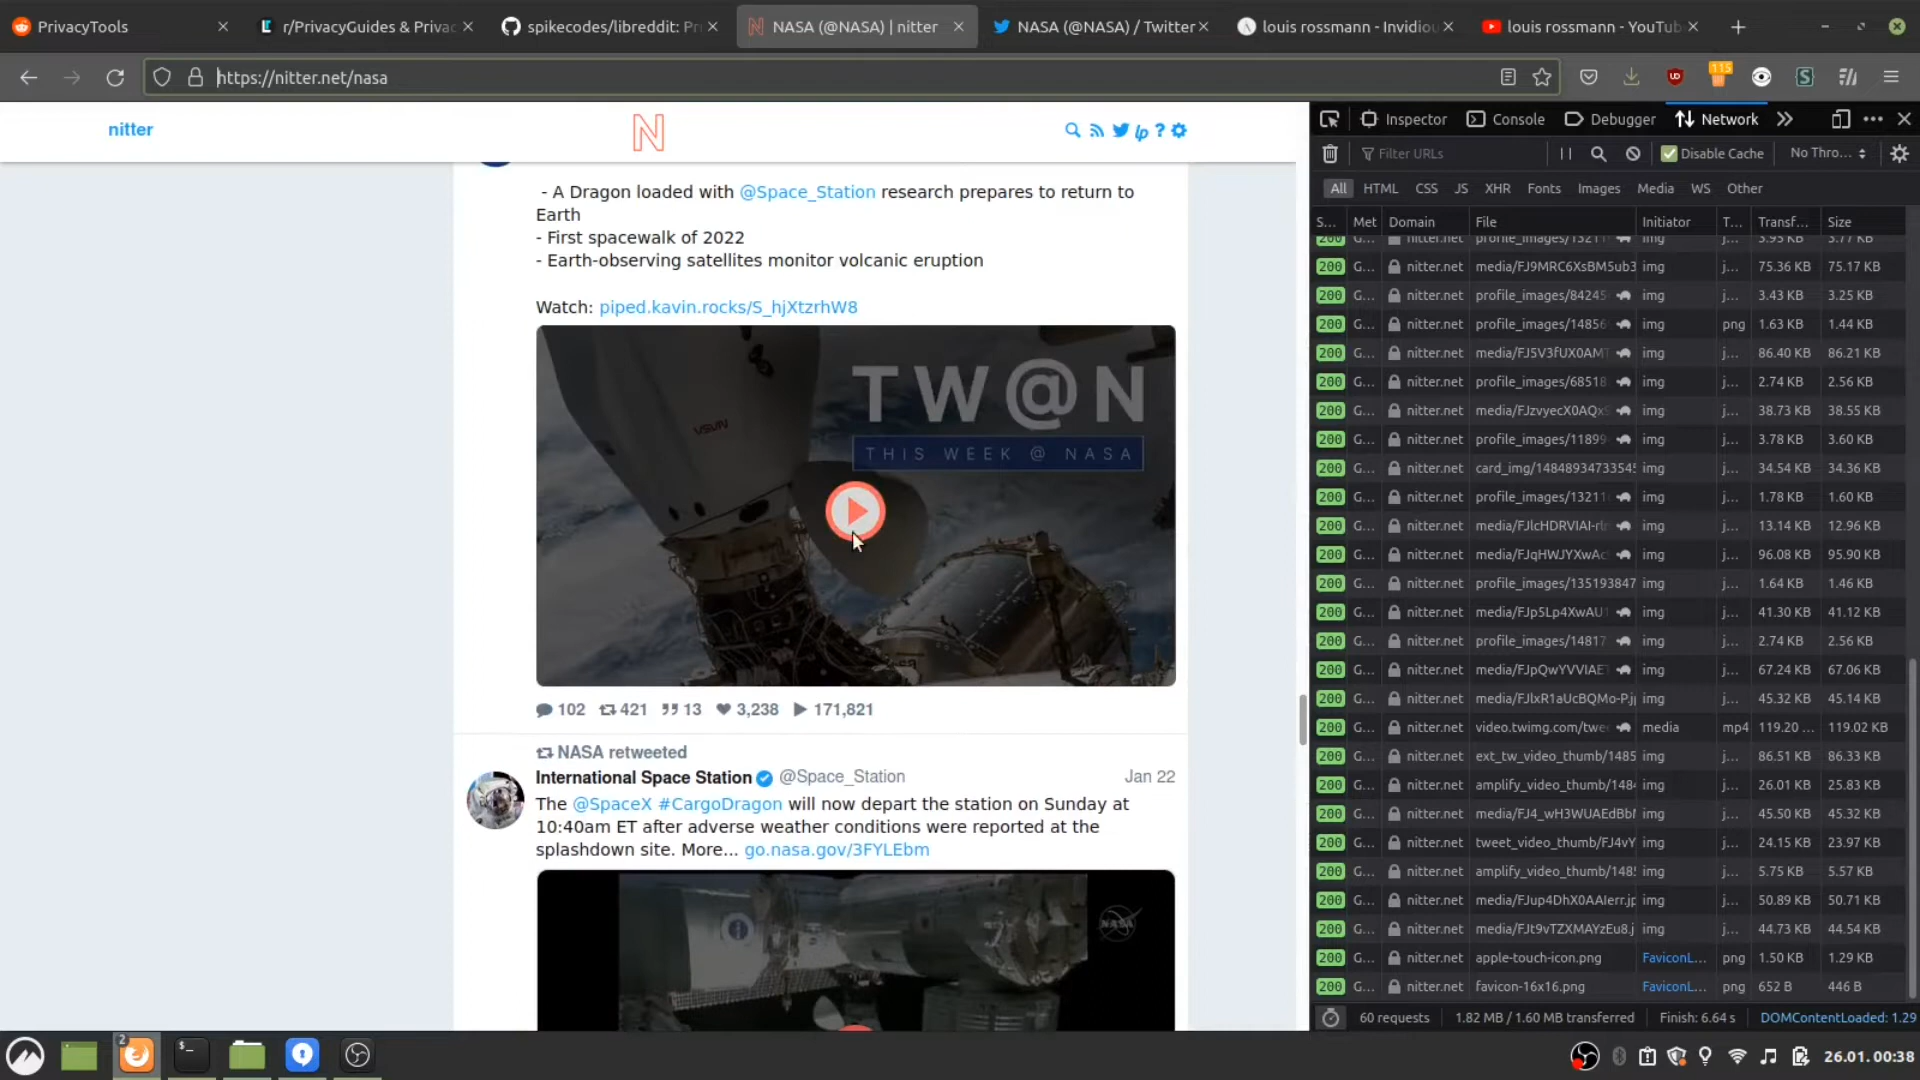 PrivacyTools
r/PrivacyGuides & Privac
spikecodes/libreddit: Pr
NASA (@NASA) | nitter
NASA (@NASA) / Twitter
louis rossmann - Invidiou
louis rossmann - YouTub
https://nitter.net/nasa
115
nitter
N
- A Dragon loaded with @Space_Station research prepares to return to
Earth
- First spacewalk of 2022
- Earth-observing satellites monitor volcanic eruption
Watch: piped.kavin.rocks/S_hjXtzrhW8
TW@N
THIS WEEK @ NASA
102 421 13 3,238 171,821
NASA retweeted
International Space Station @Space_Station Jan 22
The @SpaceX #CargoDragon will now depart the station on Sunday at
10:40am ET after adverse weather conditions were reported at the
splashdown site. More... go.nasa.gov/3FYLEbm
Inspector Console Debugger Network
Filter URLs Disable Cache No Thro...
All HTML CSS JS XHR Fonts Images Media WS Other
S... Met Domain File Initiator T... Transf... Size
200 G... nitter.net profile_images/13211 img j... 3.95 KB 3.77 KB
200 G... nitter.net media/FJ9MRC6XsBM5ub3 img j... 75.36 KB 75.17 KB
200 G... nitter.net profile_images/84245 img j... 3.43 KB 3.25 KB
200 G... nitter.net profile_images/14856 img png 1.63 KB 1.44 KB
200 G... nitter.net media/FJ5V3fUX0AM img j... 86.40 KB 86.21 KB
200 G... nitter.net profile_images/68518 img j... 2.74 KB 2.56 KB
200 G... nitter.net media/FJzvyecX0AQx img j... 38.73 KB 38.55 KB
200 G... nitter.net profile_images/11899 img j... 3.78 KB 3.60 KB
200 G... nitter.net card_img/14848934733545 img j... 34.54 KB 34.36 KB
200 G... nitter.net profile_images/1321 img j... 1.78 KB 1.60 KB
200 G... nitter.net media/FJlcHDRVIAI-rl img j... 13.14 KB 12.96 KB
200 G... nitter.net media/FJqHWJYXwAc img j... 96.08 KB 95.90 KB
200 G... nitter.net profile_images/135193847 img j... 1.64 KB 1.46 KB
200 G... nitter.net media/FJp5Lp4XwAU img j... 41.30 KB 41.12 KB
200 G... nitter.net profile_images/14817 img j... 2.74 KB 2.56 KB
200 G... nitter.net media/FJpQwYVVIAE img j... 67.24 KB 67.06 KB
200 G... nitter.net media/FJlxR1aUcBQMo-P.j img j... 45.32 KB 45.14 KB
200 G... nitter.net video.twimg.com/twe media mp4 119.20 ... 119.02 KB
200 G... nitter.net ext_tw_video_thumb/1485 img j... 86.51 KB 86.33 KB
200 G... nitter.net amplify_video_thumb/148 img j... 26.01 KB 25.83 KB
200 G... nitter.net media/FJ4_wH3WUAEdBb img j... 45.50 KB 45.32 KB
200 G... nitter.net tweet_video_thumb/FJ4vY img j... 24.15 KB 23.97 KB
200 G... nitter.net amplify_video_thumb/148 img j... 5.75 KB 5.57 KB
200 G... nitter.net media/FJup4DhX0AAIerr.jp img j... 50.89 KB 50.71 KB
200 G... nitter.net media/FJt9vTZXMAYzEu8.j img j... 44.73 KB 44.54 KB
200 G... nitter.net apple-touch-icon.png FaviconL... png 1.50 KB 1.29 KB
200 G... nitter.net favicon-16x16.png FaviconL... png 652 B 446 B
60 requests 1.82 MB / 1.60 MB transferred Finish: 6.64 s DOMContentLoaded: 1.29
2
26.01. 00:38